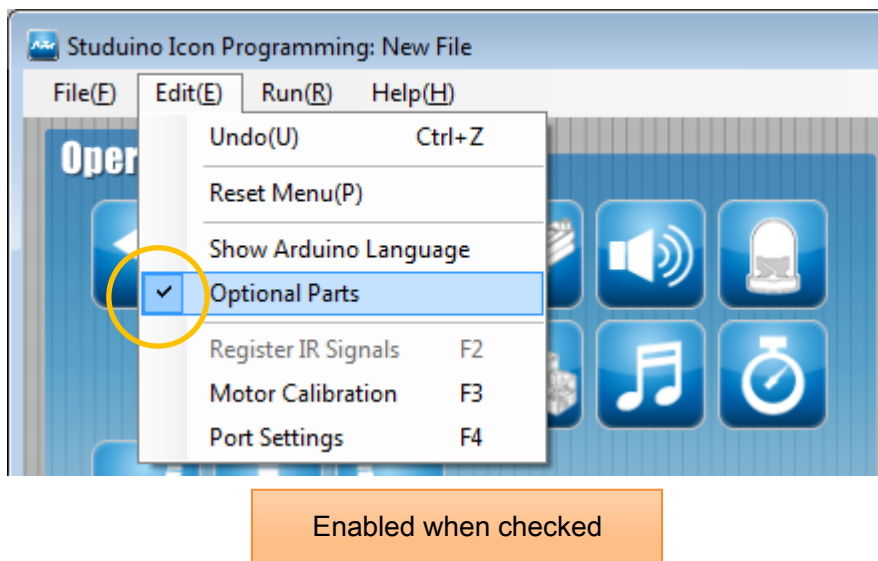 Studuino Icon Programming: New File
File(F) Edit(E) Run(R) Help(H)
Oper
Undo(U) Ctrl+Z
Reset Menu(P)
Show Arduino Language
Optional Parts
Register IR Signals F2
Motor Calibration F3
Port Settings F4
Enabled when checked